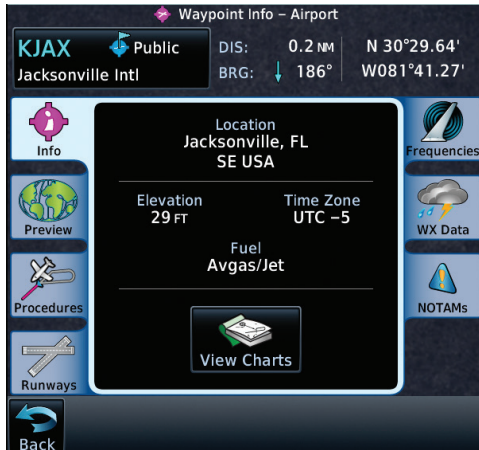 Waypoint Info – Airport
KJAX Public
Jacksonville Intl
DIS: 0.2 NM
BRG: ↓ 186°
N 30°29.64'
W081°41.27'
Info
Preview
Procedures
Runways
Location
Jacksonville, FL
SE USA
Elevation
29 FT
Time Zone
UTC –5
Fuel
Avgas/Jet
View Charts
Frequencies
WX Data
NOTAMs
Back